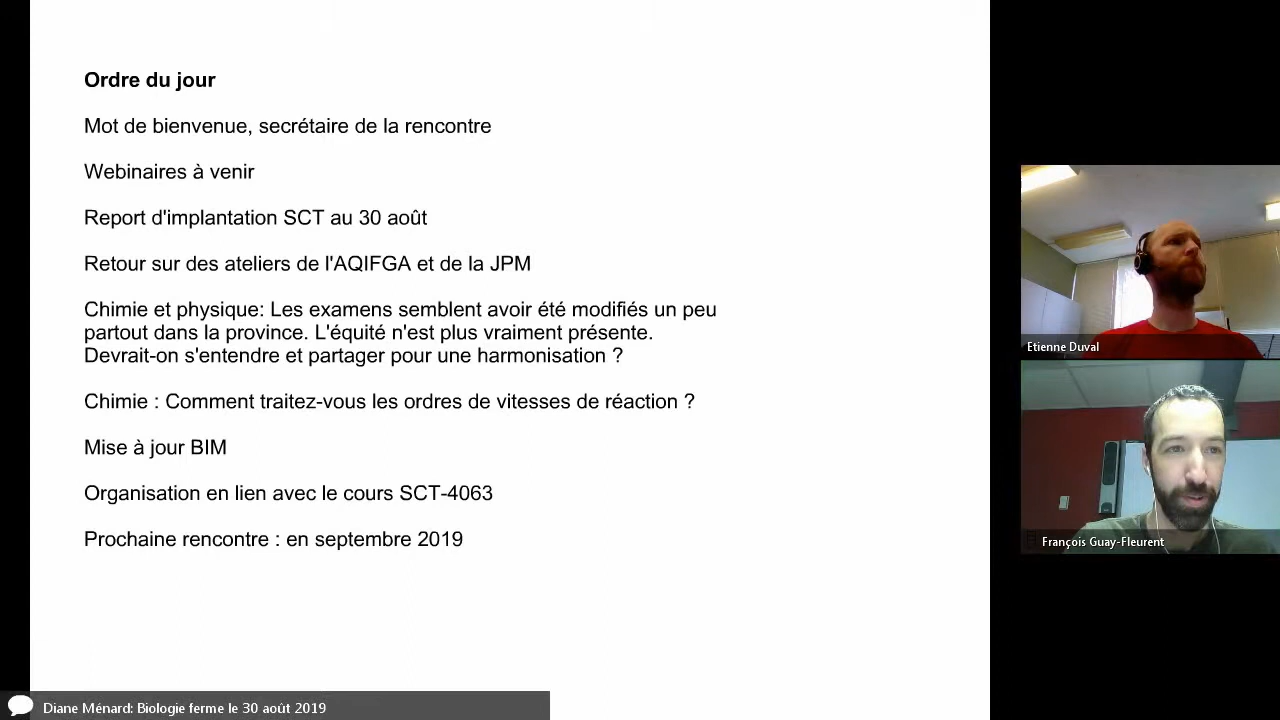 Ordre du jour
Mot de bienvenue, secrétaire de la rencontre
Webinaires à venir
Report d'implantation SCT au 30 août
Retour sur des ateliers de l'AQIFGA et de la JPM
Chimie et physique: Les examens semblent avoir été modifiés un peu
partout dans la province. L'équité n'est plus vraiment présente.
Devrait-on s'entendre et partager pour une harmonisation ?
Chimie : Comment traitez-vous les ordres de vitesses de réaction ?
Mise à jour BIM
Organisation en lien avec le cours SCT-4063
Prochaine rencontre : en septembre 2019
Etienne Duval
François Guay-Fleurent
Diane Ménard: Biologie ferme le 30 août 2019